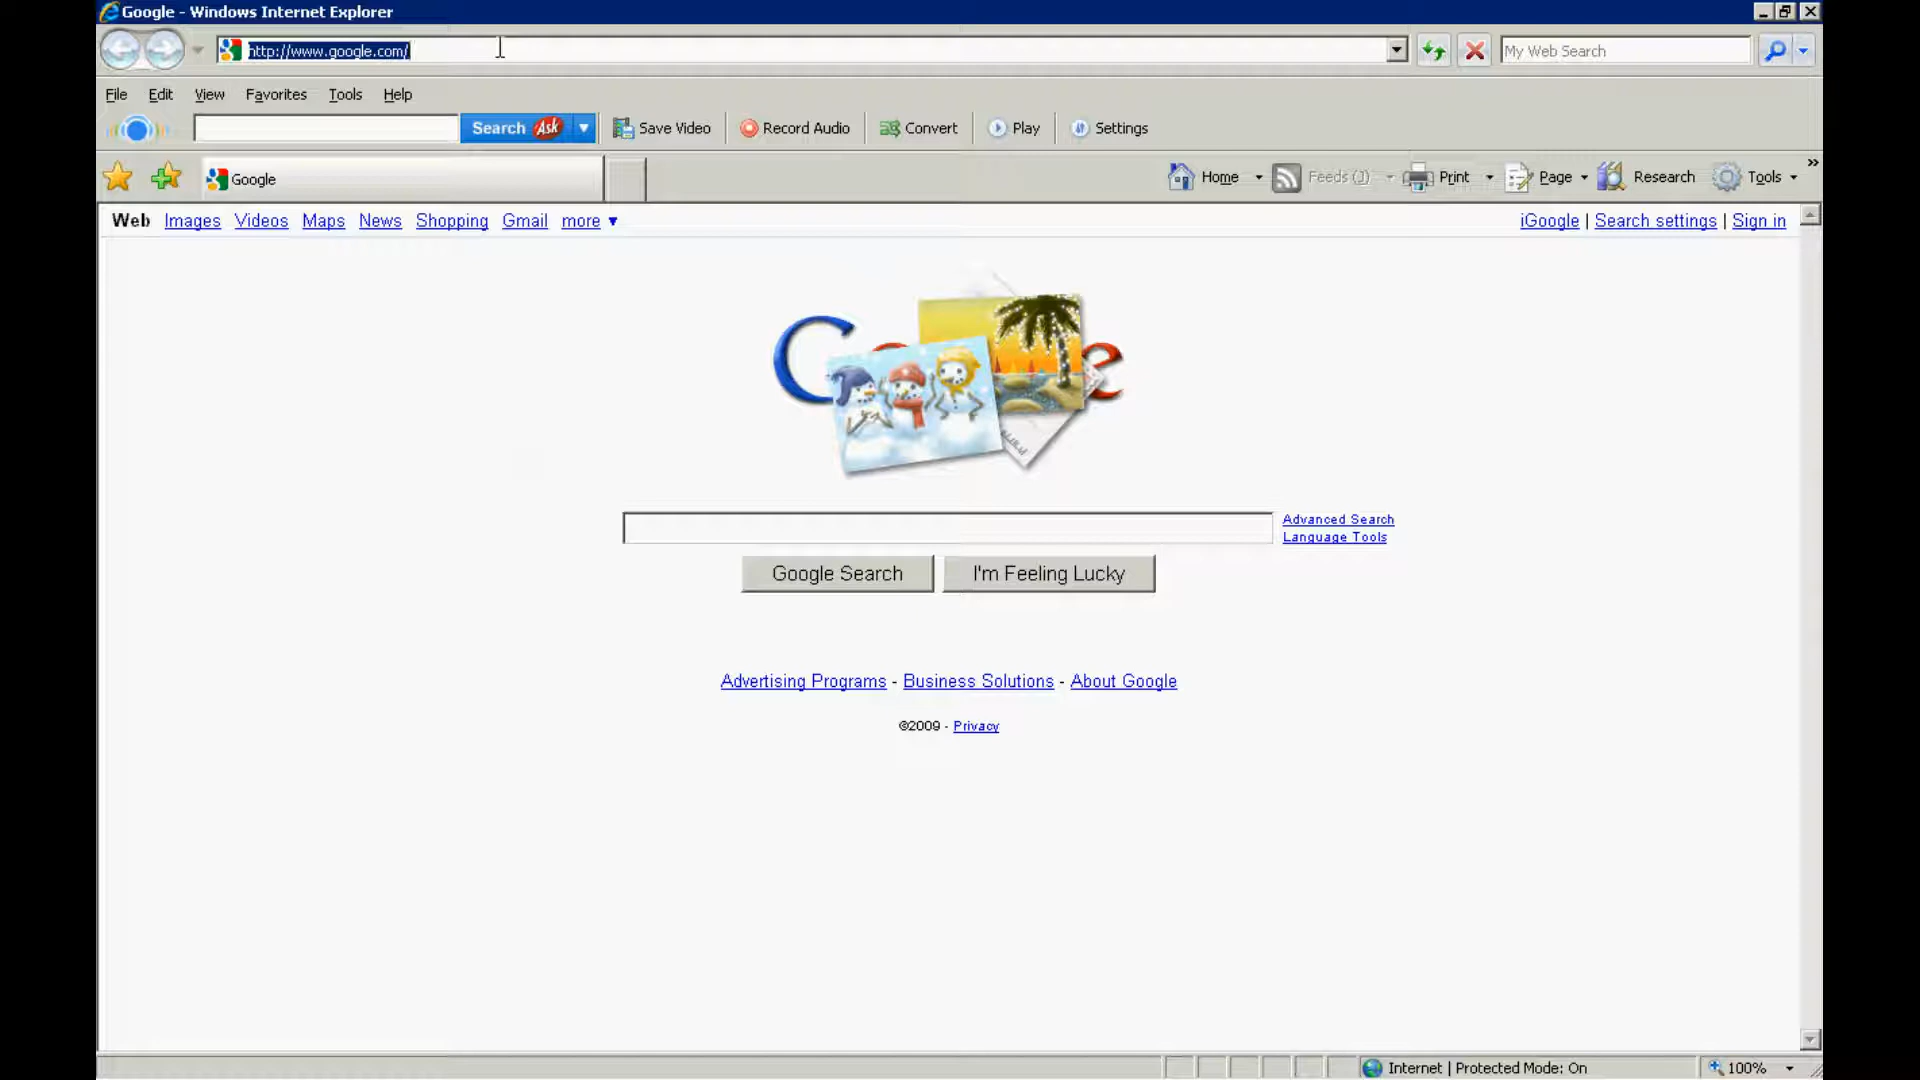 Google - Windows Internet Explorer
http://www.google.com/
My Web Search
File Edit View Favorites Tools Help
Search Ask Save Video Record Audio Convert Play Settings
Google
Home Feeds (J) Print Page Research Tools
Web Images Videos Maps News Shopping Gmail more ▼
iGoogle | Search settings | Sign in
G e
Advanced Search
Language Tools
Google Search I'm Feeling Lucky
Advertising Programs - Business Solutions - About Google
©2009 - Privacy
Internet | Protected Mode: On 100%